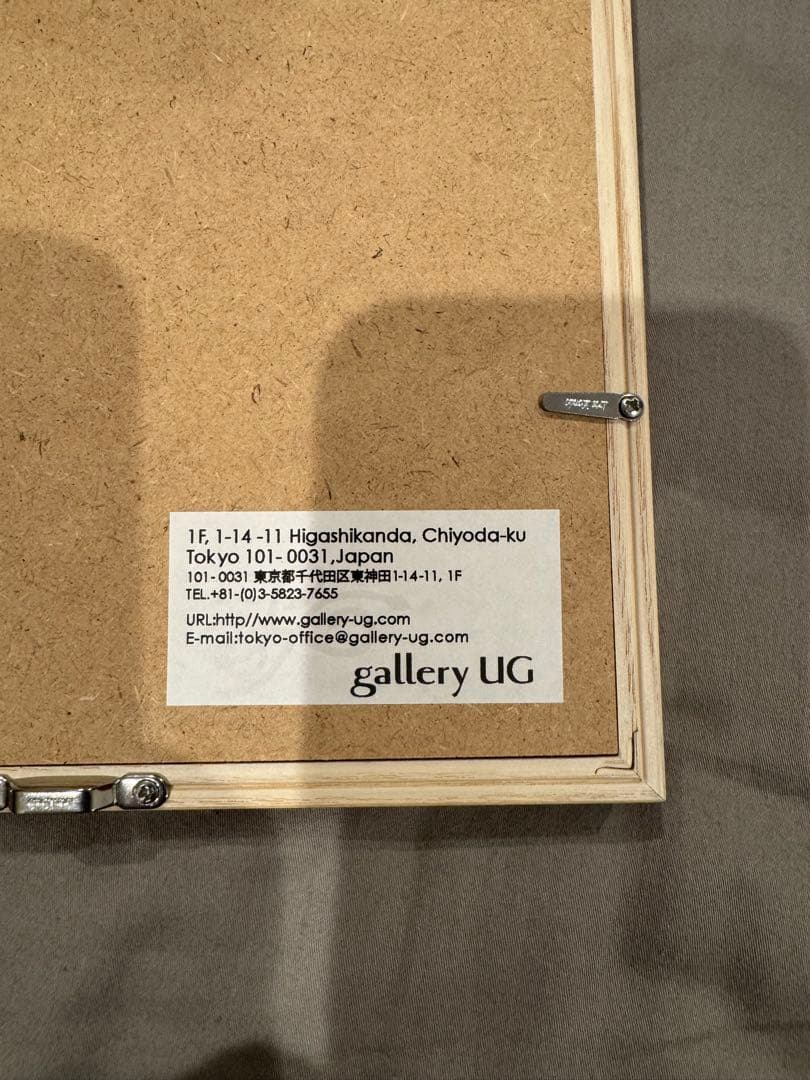 1F, 1-14 -11 Higashikanda, Chiyoda-ku
Tokyo 101- 0031,Japan
101- 0031 東京都千代田区東神田1-14-11, 1F
TEL.+81-(0)3-5823-7655
URL:http//www.gallery-ug.com
E-mail:tokyo-office@gallery-ug.com
gallery UG